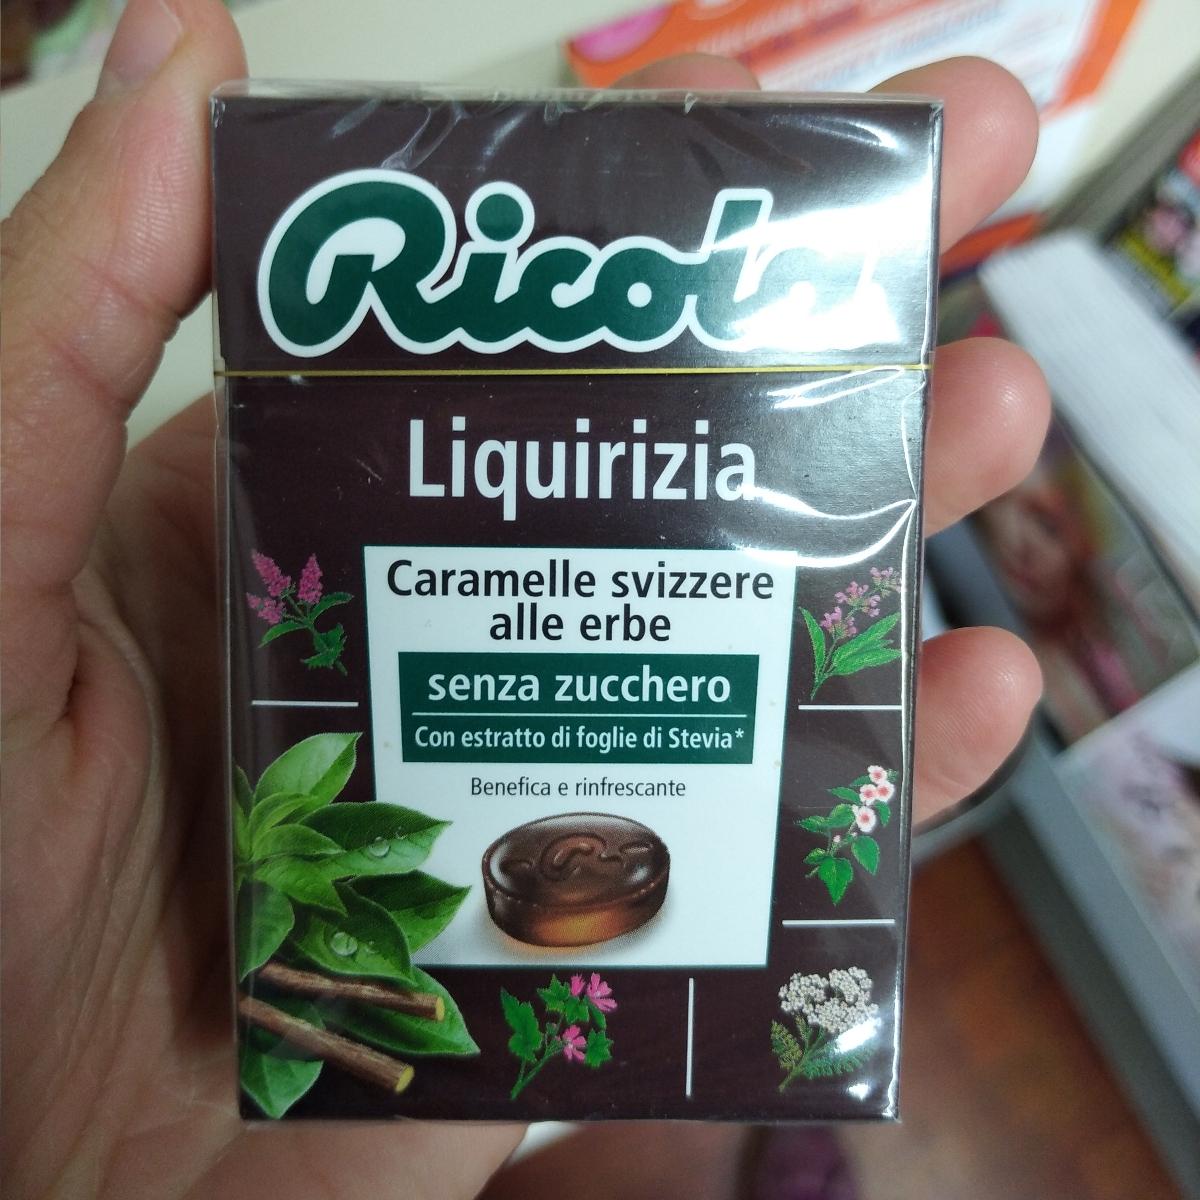 Ricola
Liquirizia
Caramelle svizzere
alle erbe
senza zucchero
Con estratto di foglie di Stevia*
Benefica e rinfrescante